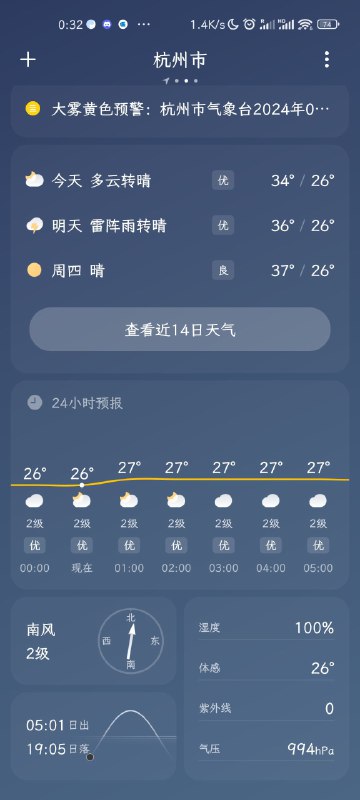 0:32 ··· 1.4K/s 74
杭州市
大雾黄色预警：杭州市气象台2024年0···
今天 多云转晴 优 34° / 26°
明天 雷阵雨转晴 优 36° / 26°
周四 晴 良 37° / 26°
查看近14日天气
24小时预报
26° 26° 27° 27° 27° 27° 27°
2级 2级 2级 2级 2级 2级 2级
优 优 优 优 优 优 优
00:00 现在 01:00 02:00 03:00 04:00 05:00
南风
2级
北
西 东
南
05:01 日出
19:05 日落
湿度 100%
体感 26°
紫外线 0
气压 994hPa